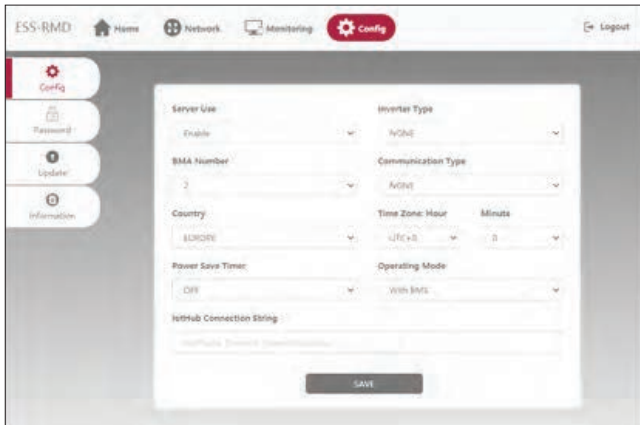 ESS-RMD Home Network Monitoring Config Logout
Config
Password
Update
Information
Server Use Inverter Type
Enable NONE
BMA Number Communication Type
2 NONE
Country Time Zone: Hour Minute
EUROPE UTC+0 0
Power Save Timer Operating Mode
OFF With BMS
IotHub Connection String
SAVE